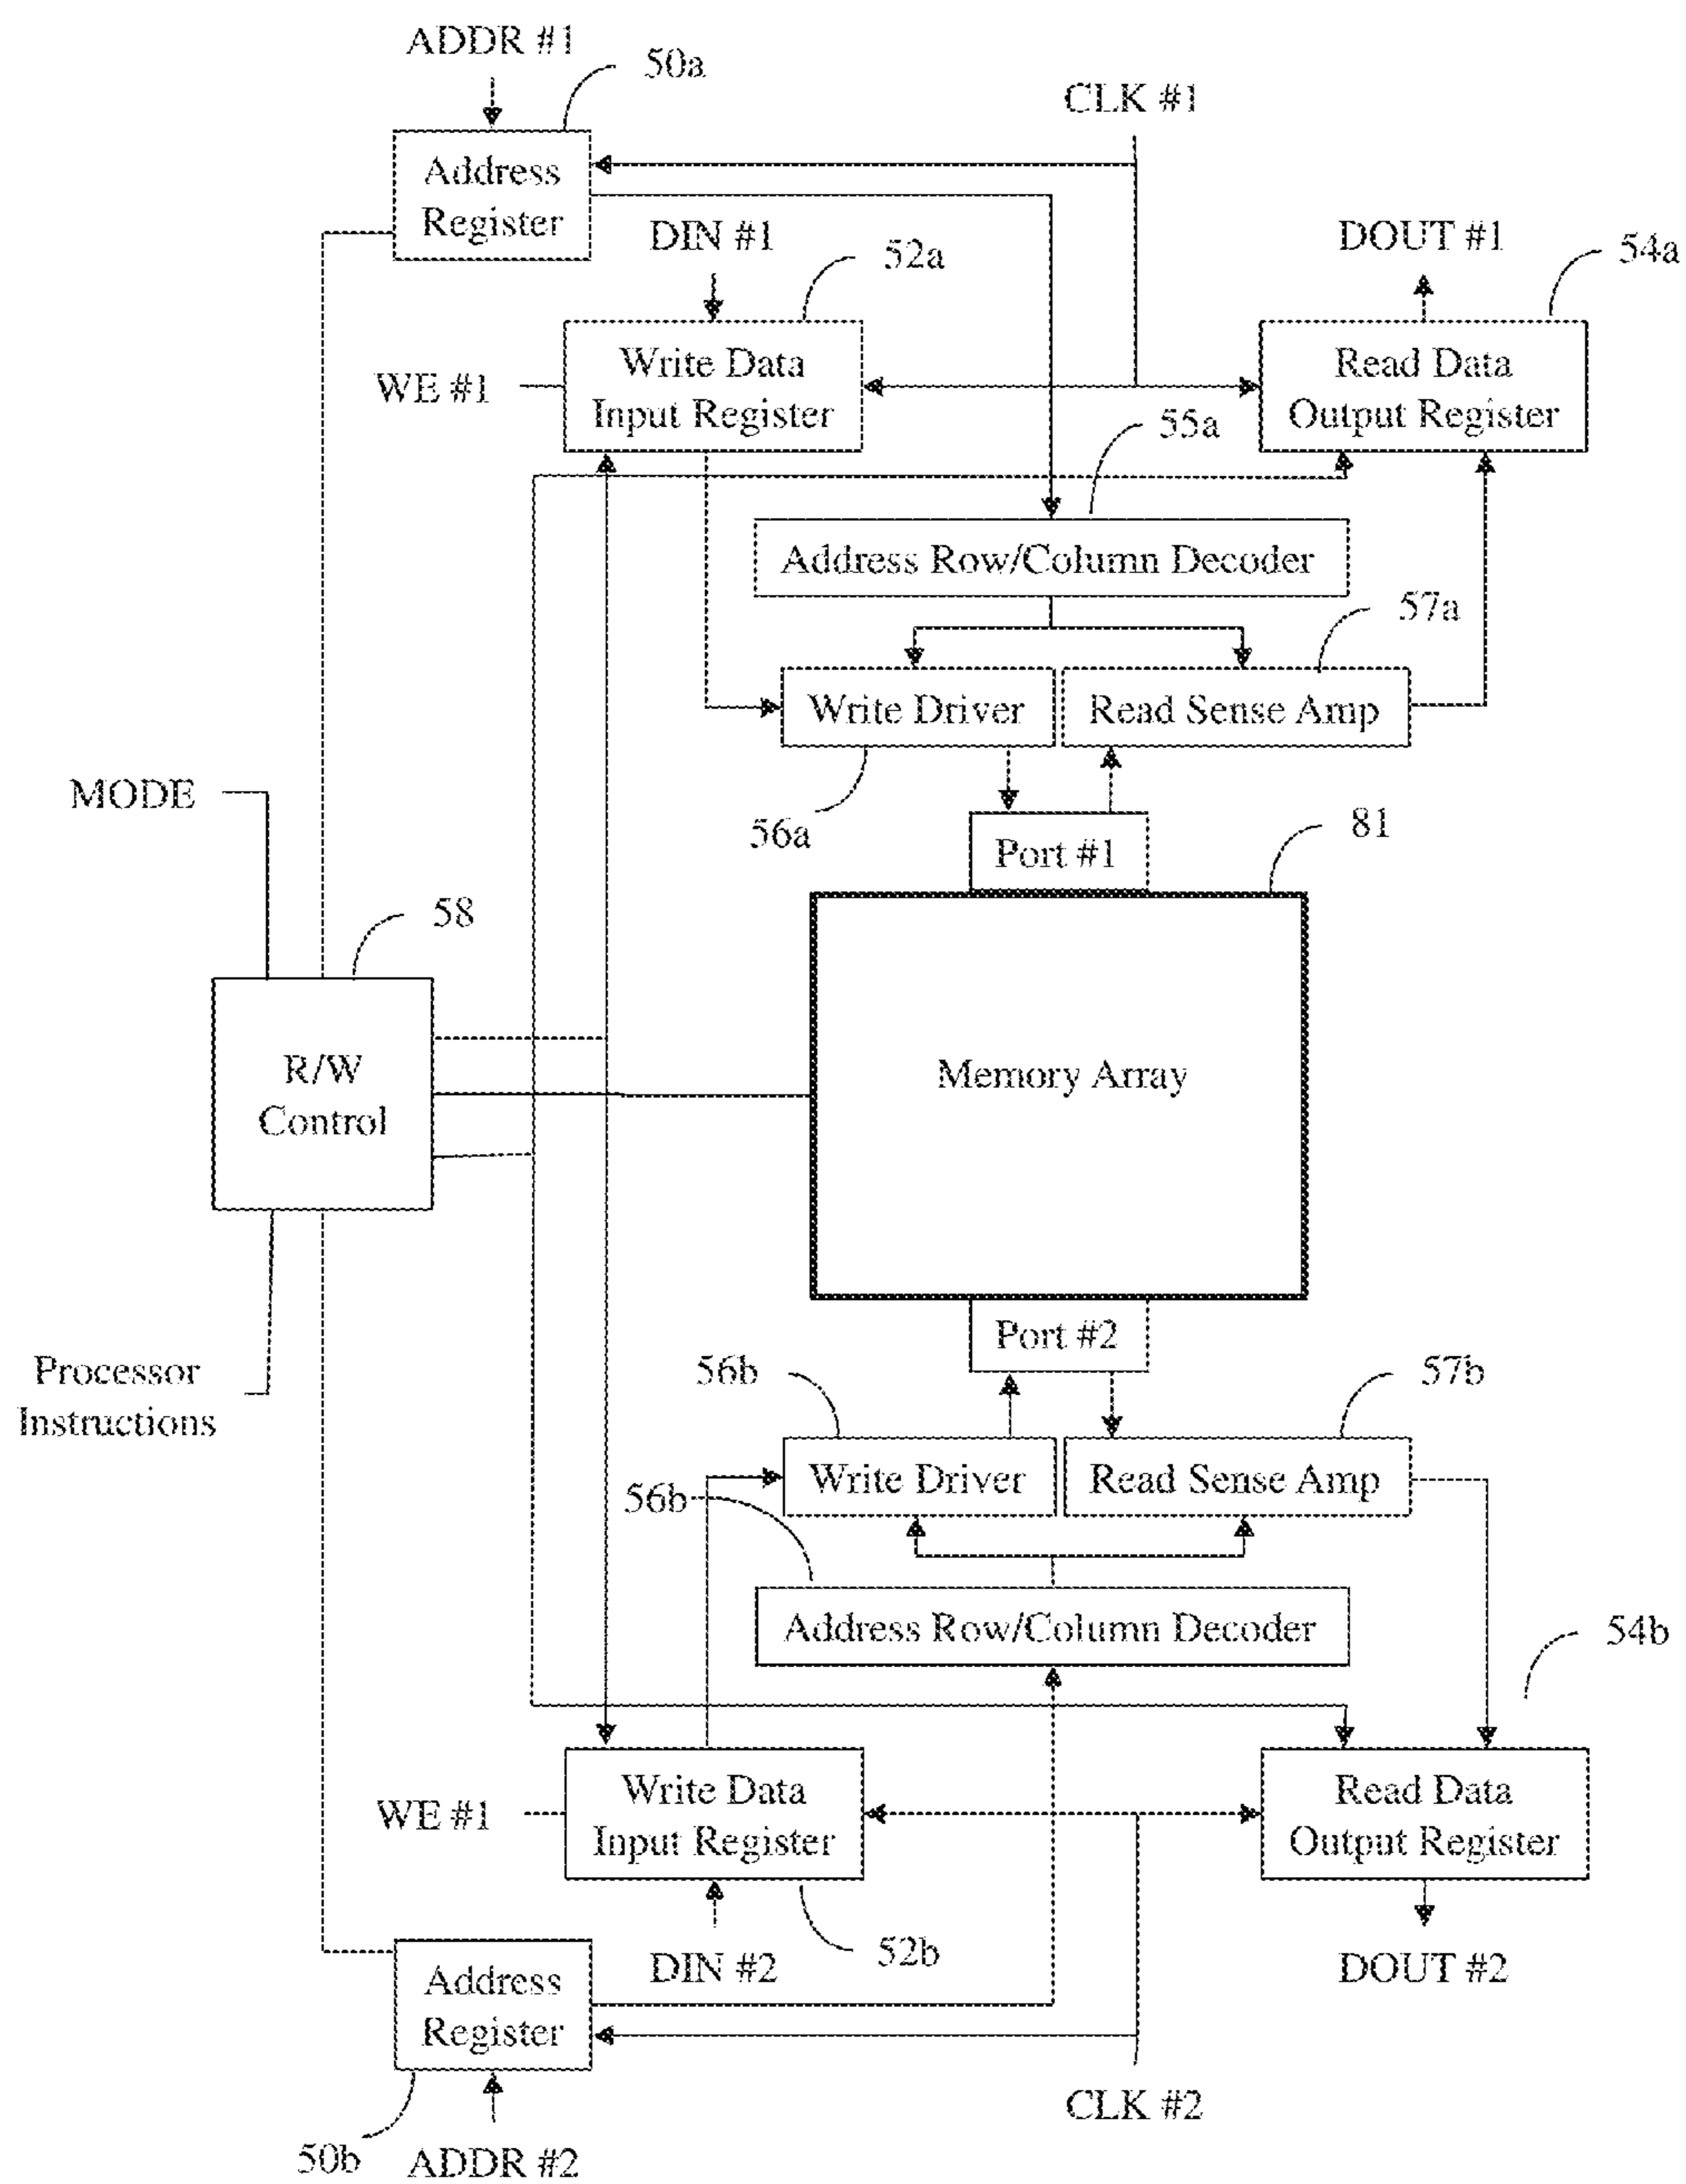 ADDR #1
50a
CLK #1
Address
Register
DIN #1
52a
DOUT #1
54a
WE #1
Write Data
Input Register
Read Data
Output Register
55a
Address Row/Column Decoder
57a
Write Driver
Read Sense Amp
MODE
56a
Port #1
81
58
R/W
Control
Memory Array
Processor
Instructions
Port #2
56b
57b
Write Driver
Read Sense Amp
56b
Address Row/Column Decoder
54b
WE #1
Write Data
Input Register
Read Data
Output Register
DIN #2
52b
DOUT #2
Address
Register
CLK #2
50b
ADDR #2